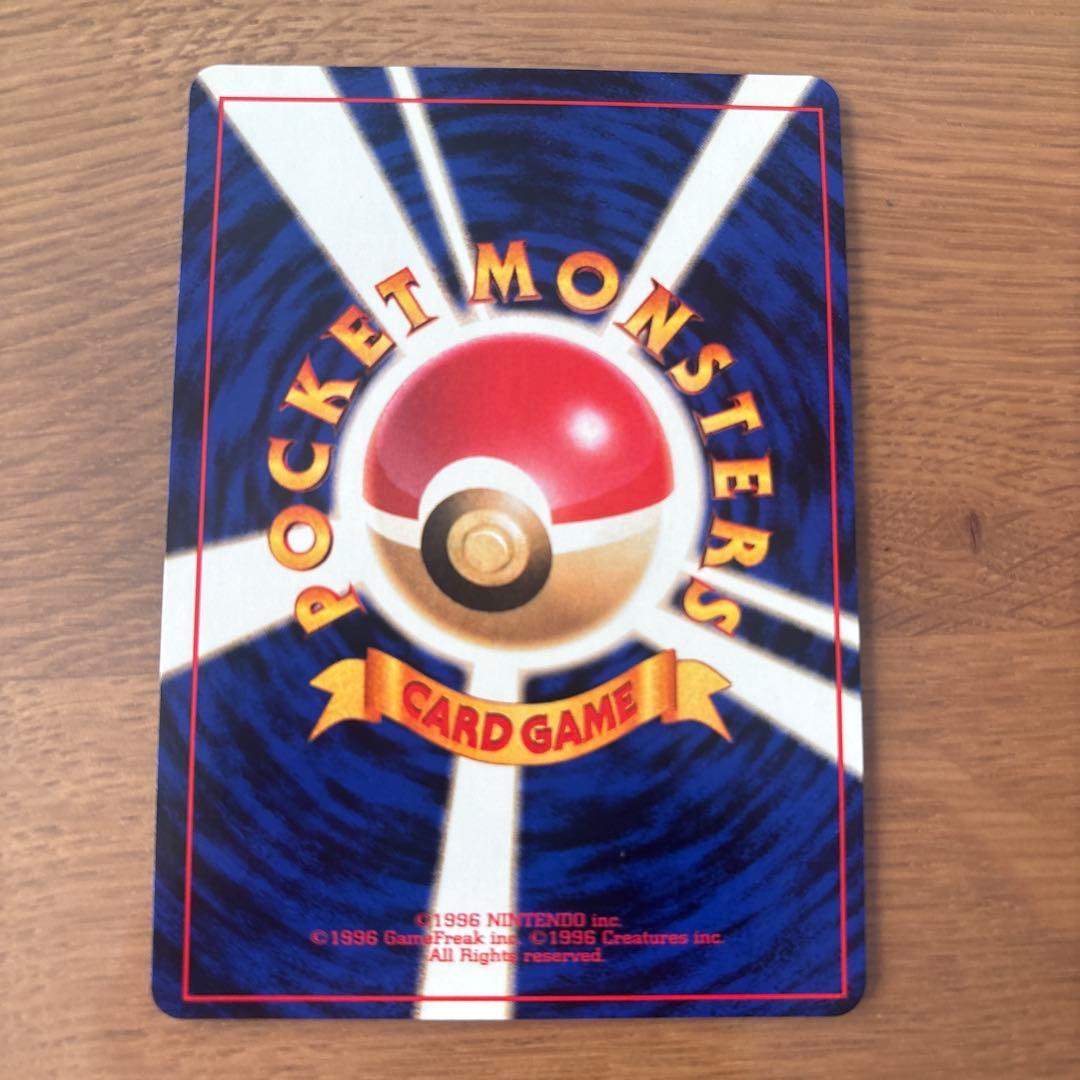 POCKET MONSTERS
CARD GAME
©1996 NINTENDO inc.
©1996 GameFreak inc. ©1996 Creatures inc.
All Rights reserved.